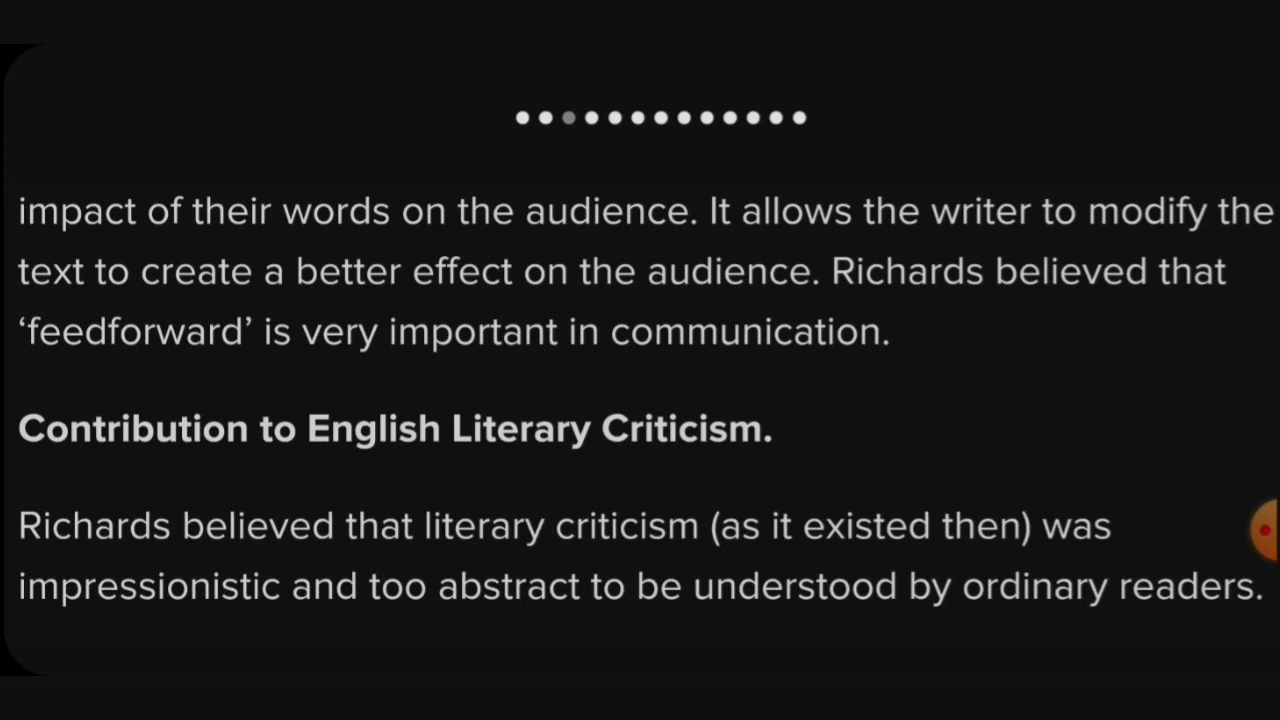 impact of their words on the audience. It allows the writer to modify the
text to create a better effect on the audience. Richards believed that
‘feedforward’ is very important in communication.
Contribution to English Literary Criticism.
Richards believed that literary criticism (as it existed then) was
impressionistic and too abstract to be understood by ordinary readers.